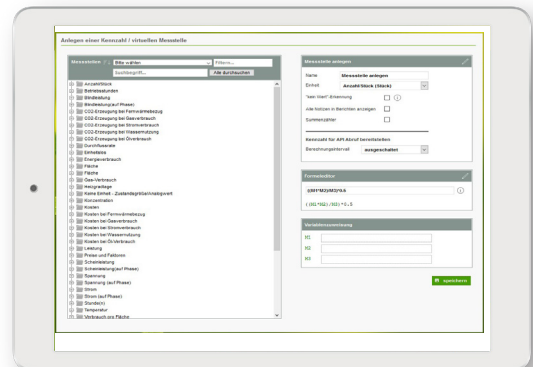 Anlegen einer Kennzahl / virtuellen Messstelle
Messstellen
Bitte wählen
Filtern...
Suchbegriff...
Alle durchsuchen
Anzahl/Stück
Betriebsstunden
Blindleistung
Blindleistung(auf Phase)
CO2-Erzeugung bei Fernwärmebezug
CO2-Erzeugung bei Gasverbrauch
CO2-Erzeugung bei Stromverbrauch
CO2-Erzeugung bei Wassernutzung
CO2-Erzeugung bei Ölverbrauch
Durchflussrate
Einheitslos
Energieverbrauch
Fläche
Fläche
Gas-Verbrauch
Heizgradtage
Keine Einheit - Zustandsgröße/Analogwert
Konzentration
Kosten
Kosten bei Fernwärmebezug
Kosten bei Gasverbrauch
Kosten bei Stromverbrauch
Kosten bei Wassernutzung
Kosten bei Öl-Verbrauch
Leistung
Preise und Faktoren
Scheinleistung
Scheinleistung(auf Phase)
Spannung
Spannung (auf Phase)
Strom
Strom (auf Phase)
Stunde(n)
Temperatur
Verbrauch pro Fläche
Messstelle anlegen
Name Messstelle anlegen
Einheit Anzahl/Stück (Stück)
"kein Wert"-Erkennung
Alle Notizen in Berichten anzeigen
Summenzähler
Kennzahl für API Abruf bereitstellen
Berechnungsintervall ausgeschaltet
Formeleditor
((M1*M2)/M3)*0.5
( (M1*M2) /M3) *0.5
Variablenzuordnung
M1
M2
M3
speichern